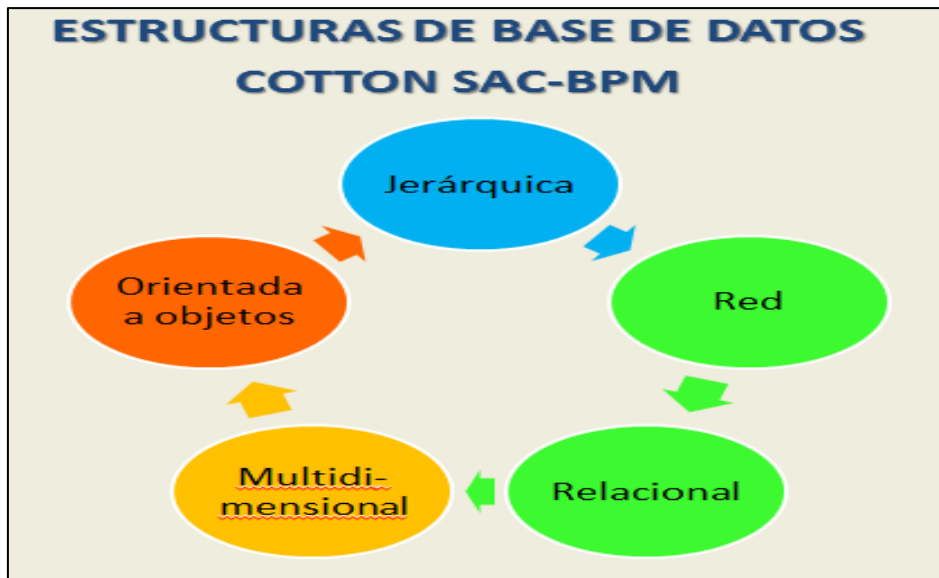 ESTRUCTURAS DE BASE DE DATOS
COTTON SAC-BPM
Jerárquica
Red
Relacional
Multidi-
mensional
Orientada
a objetos